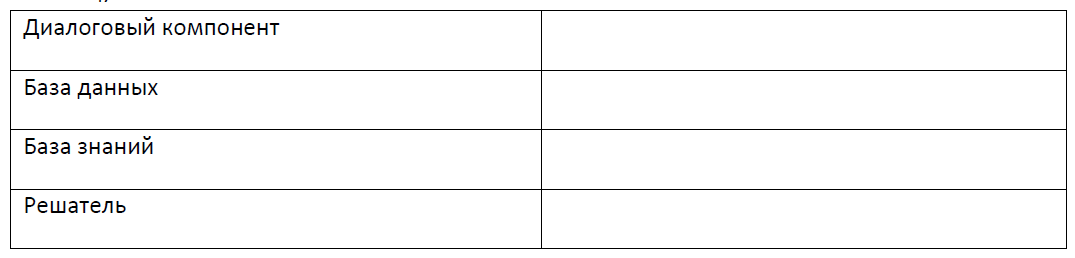 Диалоговый компонент
База данных
База знаний
Решатель